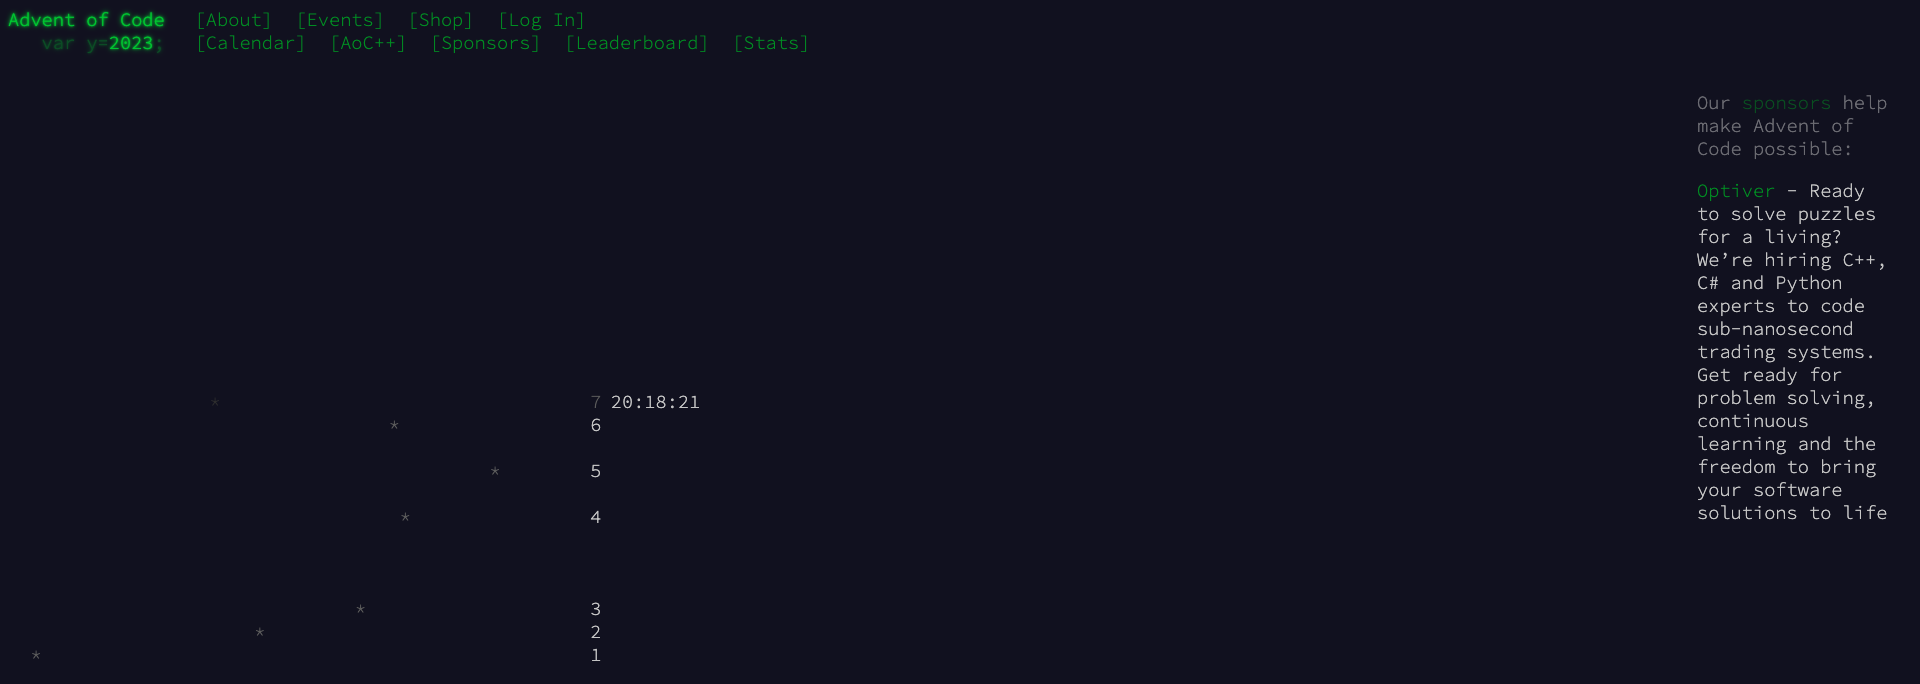 Advent of Code [About] [Events] [Shop] [Log In]
var y=2023; [Calendar] [AoC++] [Sponsors] [Leaderboard] [Stats]
Our sponsors help
make Advent of
Code possible:
Optiver - Ready
to solve puzzles
for a living?
We're hiring C++,
C# and Python
experts to code
sub-nanosecond
trading systems.
Get ready for
problem solving,
continuous
learning and the
freedom to bring
your software
solutions to life
* 7 20:18:21
* 6
* 5
* 4
* 3
* 2
* 1